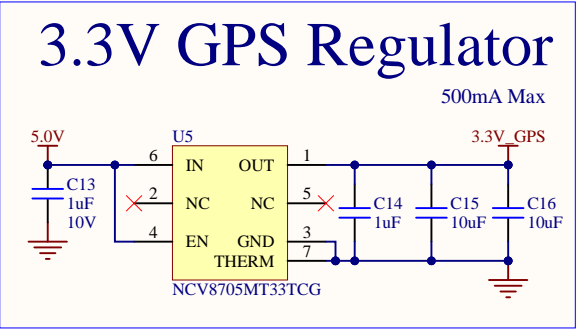 3.3V GPS Regulator
500mA Max
5.0V
U5
3.3V_GPS
6 IN OUT 1
2 NC NC 5
4 EN GND 3
THERM 7
C13
1uF
10V
C14
1uF
C15
10uF
C16
10uF
NCV8705MT33TCG